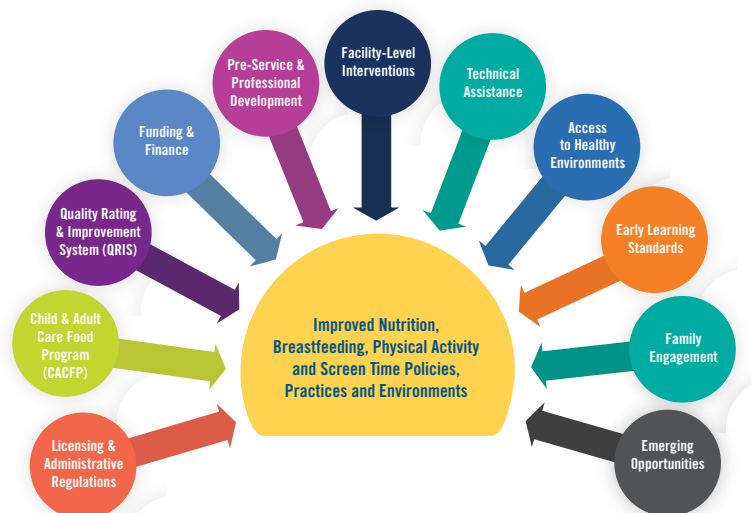 Licensing &
Administrative
Regulations
Child & Adult
Care Food
Program
(CACFP)
Quality Rating
& Improvement
System (QRIS)
Funding &
Finance
Pre-Service &
Professional
Development
Facility-Level
Interventions
Technical
Assistance
Access
to Healthy
Environments
Early Learning
Standards
Family
Engagement
Emerging
Opportunities
Improved Nutrition,
Breastfeeding, Physical Activity
and Screen Time Policies,
Practices and Environments